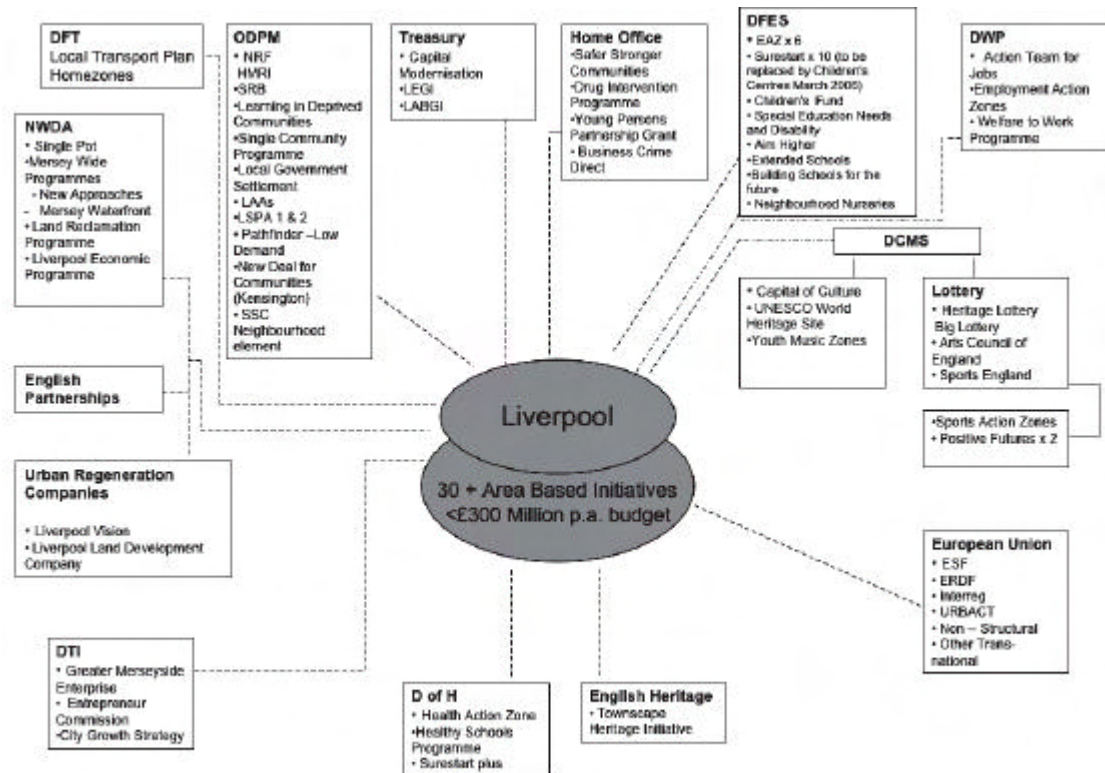 DFT
Local Transport Plan
Homezones
ODPM
• NRF
HMRI
•SRB
•Learning in Deprived
Communities
•Single Community
Programme
•Local Government
Settlement
• LAAs
•LSPA 1 & 2
• Pathfinder –Low
Demand
•New Deal for
Communities
(Kensington)
• SSC
Neighbourhood
element
Treasury
• Capital
Modernisation
•LEGI
•LABGI
Home Office
•Safer Stronger
Communities
•Drug Intervention
Programme
•Young Persons
Partnership Grant
• Business Crime
Direct
DFES
• EAZ x 6
• Surestart x 10 (to be
replaced by Children's
Centres March 2006)
• Children's Fund
• Special Education Needs
and Disability
• Aim Higher
• Extended Schools
•Building Schools for the
future
• Neighbourhood Nurseries
DWP
• Action Team for
Jobs
•Employment Action
Zones
• Welfare to Work
Programme
NWDA
• Single Pot
•Mersey Wide
Programmes
- New Approaches
- Mersey Waterfront
• Land Reclamation
Programme
• Liverpool Economic
Programme
DCMS
• Capital of Culture
• UNESCO World
Heritage Site
•Youth Music Zones
Lottery
• Heritage Lottery
Big Lottery
• Arts Council of
England
• Sports England
•Sports Action Zones
• Positive Futures x 2
English
Partnerships
Liverpool
30 + Area Based Initiatives
<£300 Million p.a. budget
Urban Regeneration
Companies
• Liverpool Vision
• Liverpool Land Development
Company
European Union
• ESF
• ERDF
• Interreg
• URBACT
• Non – Structural
• Other Trans-
national
DTI
• Greater Merseyside
Enterprise
• Entrepreneur
Commission
•City Growth Strategy
D of H
• Health Action Zone
•Healthy Schools
Programme
• Surestart plus
English Heritage
• Townscape
Heritage Initiative